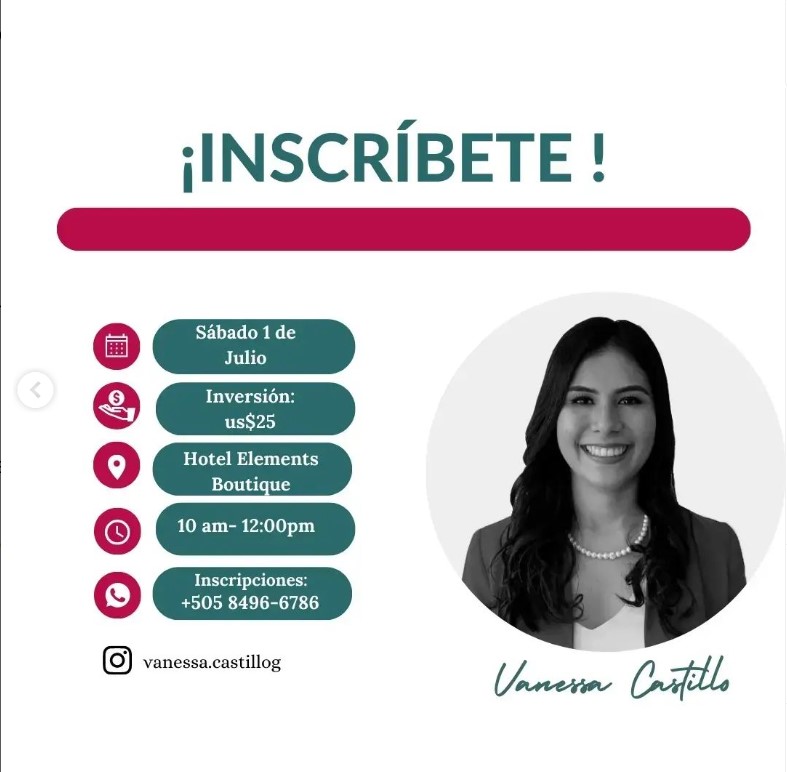 ¡INSCRÍBETE !
Sábado 1 de
Julio
Inversión:
us$25
Hotel Elements
Boutique
10 am- 12:00pm
Inscripciones:
+505 8496-6786
vanessa.castillog
Vanessa Castillo